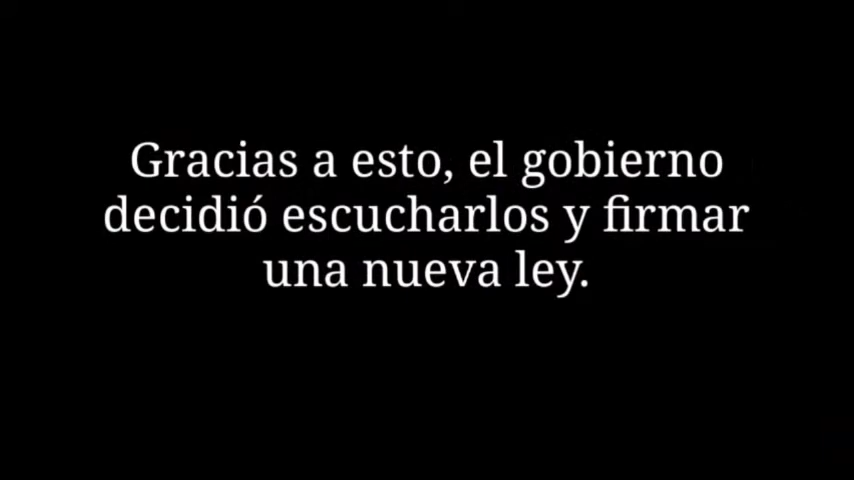 Gracias a esto, el gobierno
decidió escucharlos y firmar
una nueva ley.